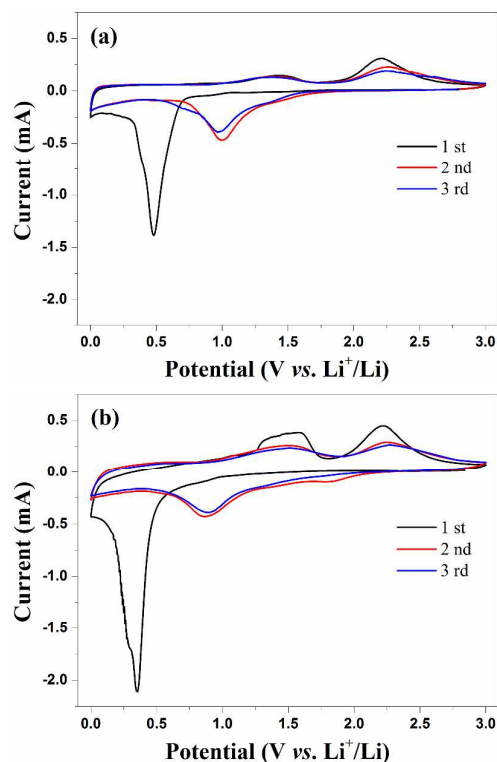 (a)
0.5
0.0
-0.5
-1.0
-1.5
-2.0
Current (mA)
1 st
2 nd
3 rd
0.0 0.5 1.0 1.5 2.0 2.5 3.0
Potential (V vs. Li⁺/Li)
(b)
0.5
0.0
-0.5
-1.0
-1.5
-2.0
Current (mA)
1 st
2 nd
3 rd
0.0 0.5 1.0 1.5 2.0 2.5 3.0
Potential (V vs. Li⁺/Li)